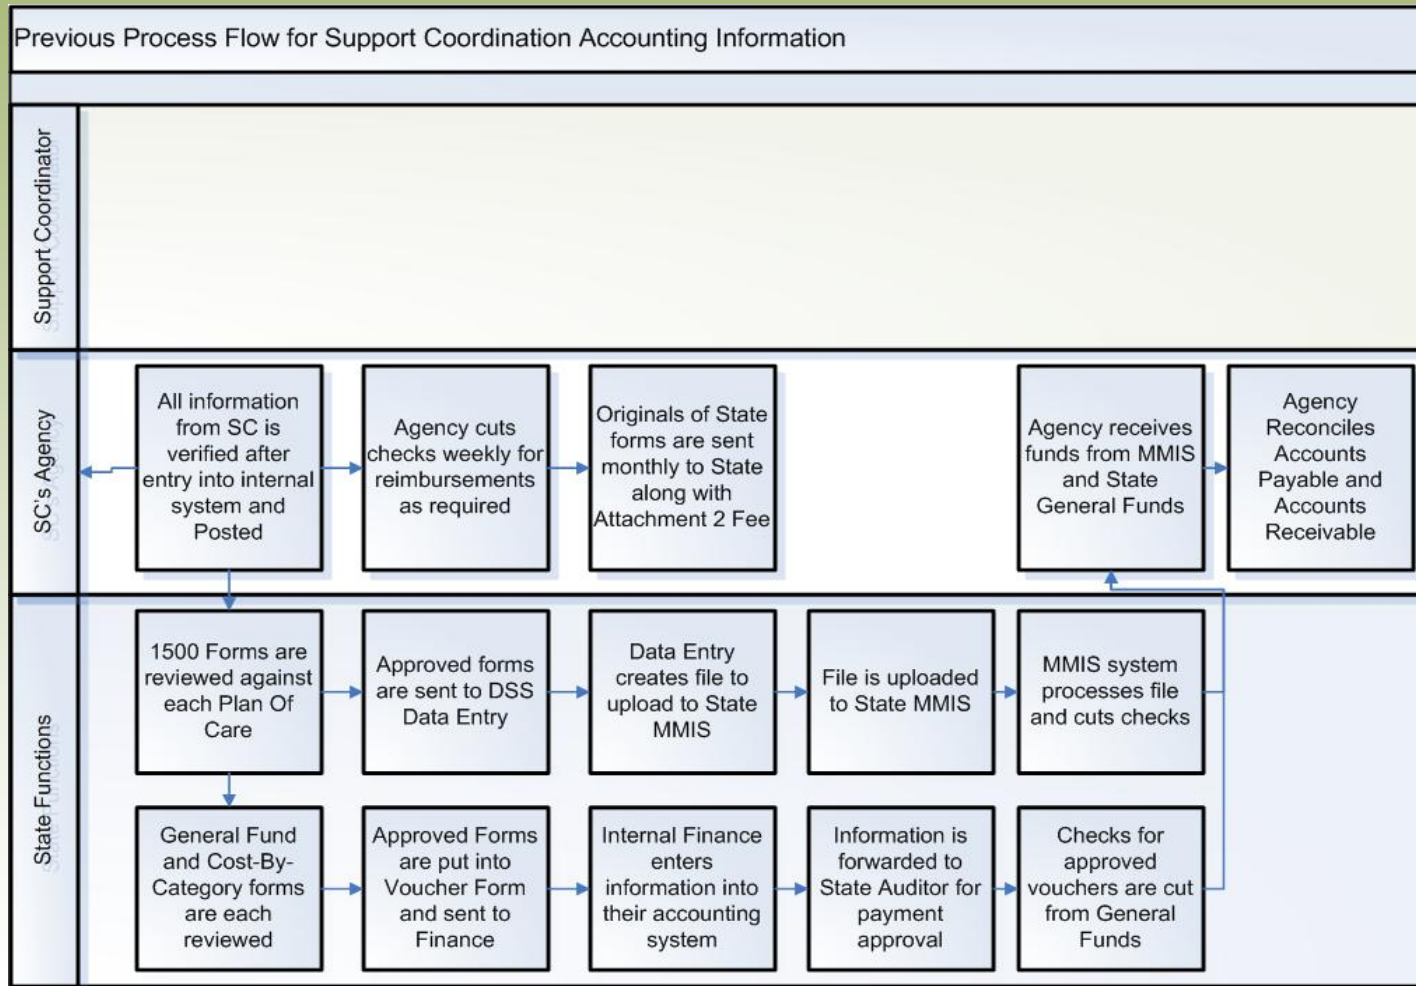 Previous Process Flow for Support Coordination Accounting Information
Support Coordinator
SC's Agency
All information
from SC is
verified after
entry into internal
system and
Posted
Agency cuts
checks weekly for
reimbursements
as required
Originals of State
forms are sent
monthly to State
along with
Attachment 2 Fee
Agency receives
funds from MMIS
and State
General Funds
Agency
Reconciles
Accounts
Payable and
Accounts
Receivable
State Functions
1500 Forms are
reviewed against
each Plan Of
Care
Approved forms
are sent to DSS
Data Entry
Data Entry
creates file to
upload to State
MMIS
File is uploaded
to State MMIS
MMIS system
processes file
and cuts checks
General Fund
and Cost-By-
Category forms
are each
reviewed
Approved Forms
are put into
Voucher Form
and sent to
Finance
Internal Finance
enters
information into
their accounting
system
Information is
forwarded to
State Auditor for
payment
approval
Checks for
approved
vouchers are cut
from General
Funds